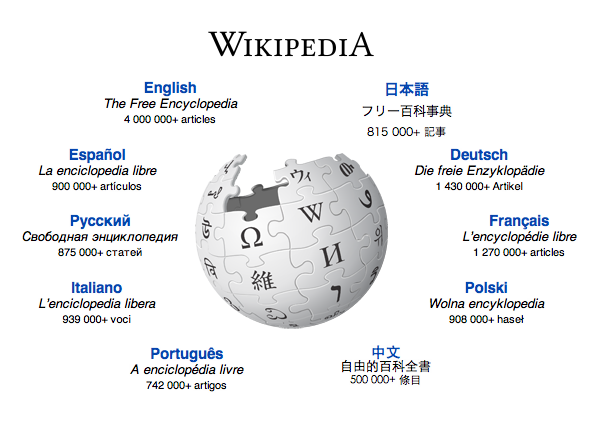 WIKIPEDIA
English
The Free Encyclopedia
4 000 000+ articles
日本語
フリー百科事典
815 000+ 記事
Español
La enciclopedia libre
900 000+ artículos
Deutsch
Die freie Enzyklopädie
1 430 000+ Artikel
Русский
Свободная энциклопедия
875 000+ статей
Français
L'encyclopédie libre
1 270 000+ articles
Italiano
L'enciclopedia libera
939 000+ voci
Polski
Wolna encyklopedia
908 000+ haseł
Português
A enciclopédia livre
742 000+ artigos
中文
自由的百科全書
500 000+ 條目
ウィ
W
Ω
И
維